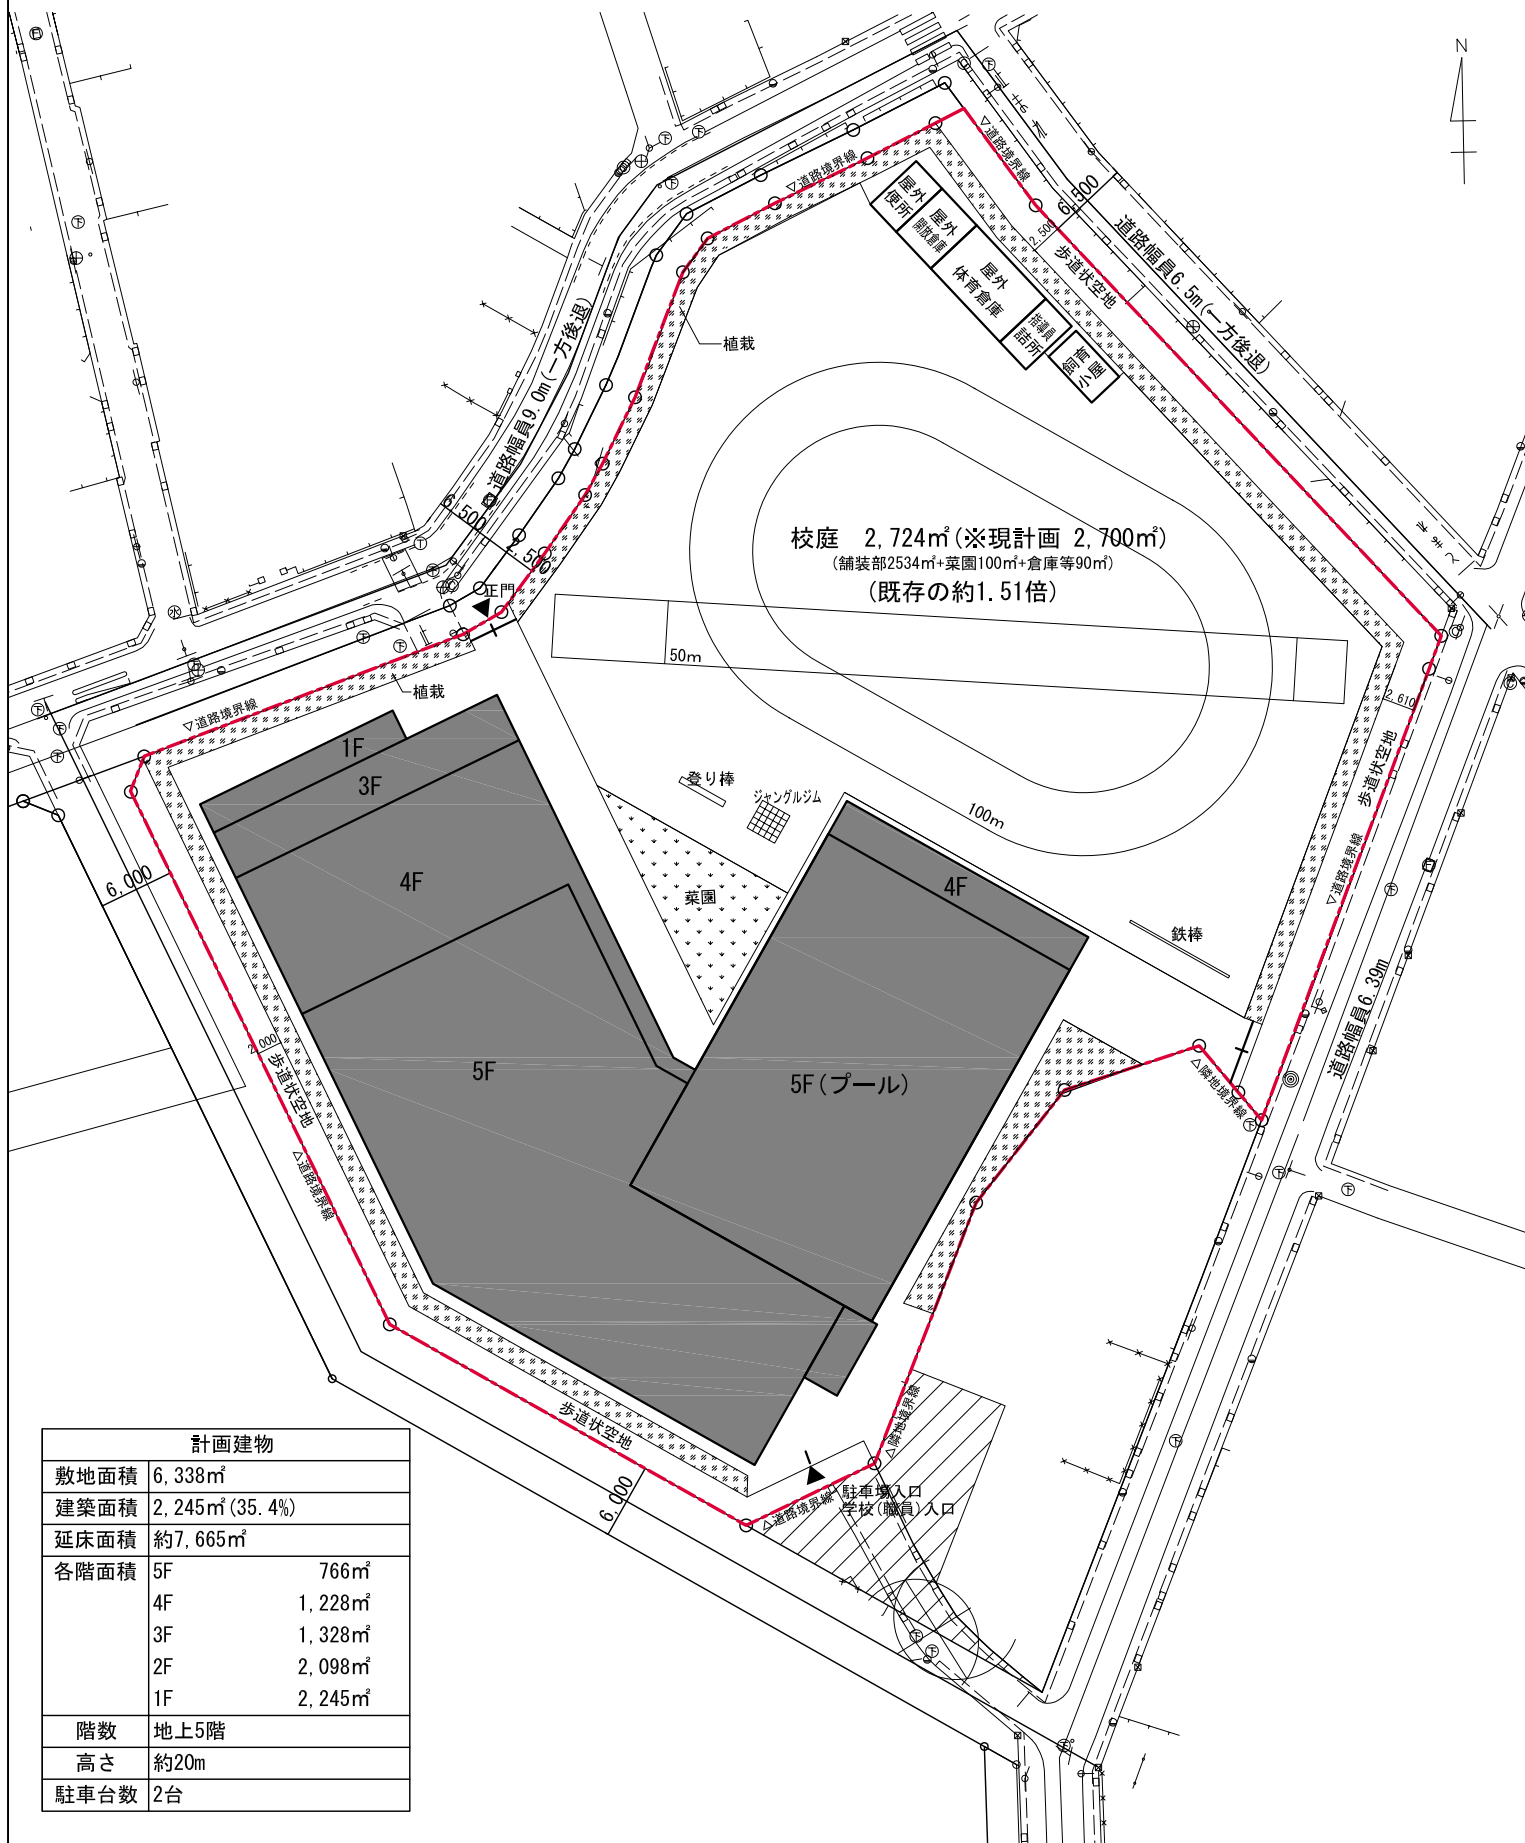 N
▽道路境界線
▽道路境界線
屋外
便所
屋外
開放倉庫
屋外
体育倉庫
指導員
詰所
飼育
小屋
6,500
2,500
歩道状空地
道路幅員6.5m(一方後退)
植栽
道路幅員9.0m(一方後退)
6,500
2,500
正門
校庭 2,724㎡(※現計画 2,700㎡)
(舗装部2534㎡+菜園100㎡+倉庫等90㎡)
(既存の約1.51倍)
50m
100m
植栽
▽道路境界線
2,610
歩道状空地
▽道路境界線
道路幅員6.39m
1F
3F
4F
5F
登り棒
ジャングルジム
菜園
4F
5F(プール)
鉄棒
6,000
2,000
歩道状空地
△道路境界線
△隣地境界線
歩道状空地
6,000
△隣地境界線
△道路境界線
駐車場入口
学校(職員)入口
計画建物
敷地面積 6,338㎡
建築面積 2,245㎡(35.4%)
延床面積 約7,665㎡
各階面積 5F 766㎡
4F 1,228㎡
3F 1,328㎡
2F 2,098㎡
1F 2,245㎡
階数 地上5階
高さ 約20m
駐車台数 2台